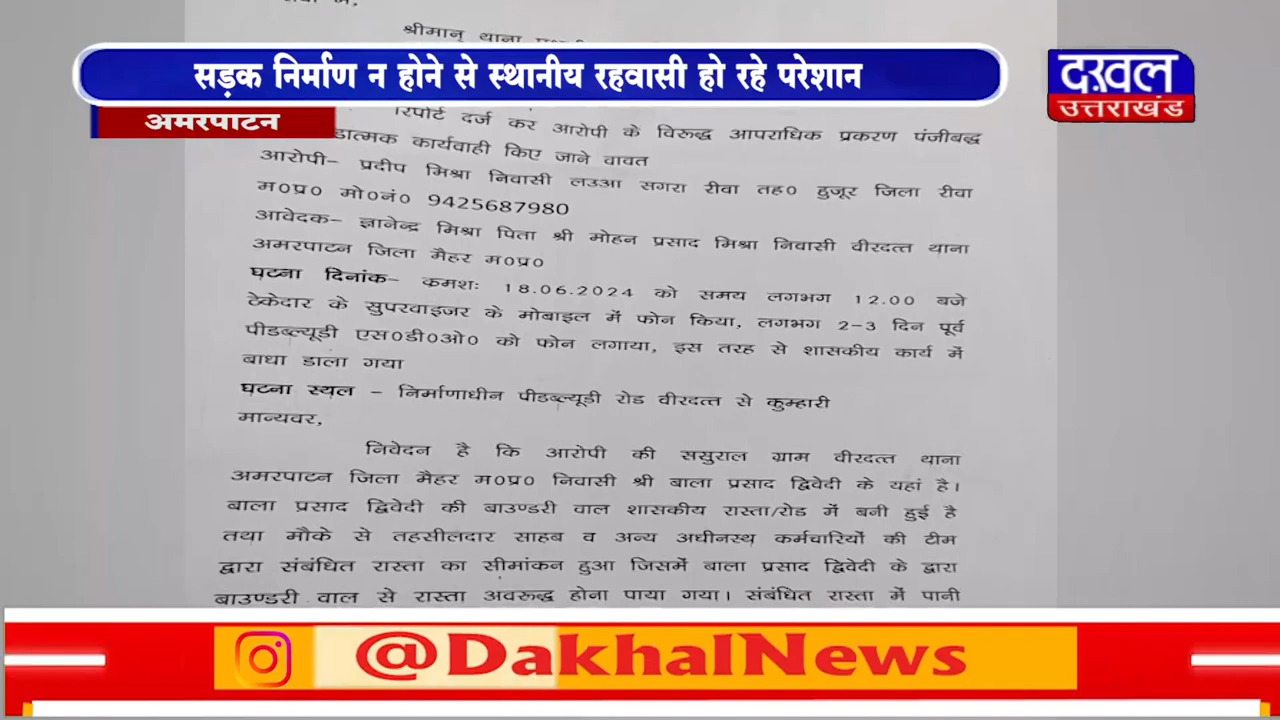 श्रीमान् थाना
सड़क निर्माण न होने से स्थानीय रहवासी हो रहे परेशान
दख़ल
उत्तराखंड
अमरपाटन
रिपोर्ट दर्ज कर आरोपी के विरूद्ध आपराधिक प्रकरण पंजीबद्ध
डात्मक कार्यवाही किए जाने वावत
आरोपी– प्रदीप मिश्रा निवासी लउआ सगरा रीवा तह० हुजूर जिला रीवा
म०प्र० मो०नं० 9425687980
आवेदक– ज्ञानेन्द्र मिश्रा पिता श्री मोहन प्रसाद मिश्रा निवासी वीरदत्त थाना
अमरपाटन जिला मैहर म०प्र०
घटना दिनांक– कमशः 18.06.2024 को समय लगभग 12.00 बजे
ठेकेदार के सुपरवाइजर के मोबाइल में फोन किया, लगभग 2–3 दिन पूर्व
पीडब्ल्यूडी एस०डी०ओ० को फोन लगाया, इस तरह से शासकीय कार्य में
बाधा डाला गया
घटना स्थल – निर्माणाधीन पीडब्ल्यूडी रोड वीरदत्त से कुम्हारी
मान्यवर,
निवेदन है कि आरोपी की ससुराल ग्राम वीरदत्त थाना
अमरपाटन जिला मैहर म०प्र० निवासी श्री बाला प्रसाद द्विवेदी के यहां है।
बाला प्रसाद द्विवेदी की बाउण्डरी वाल शासकीय रास्ता/रोड में बनी हुई है
तथा मौके से तहसीलदार साहब व अन्य अधीनस्थ कर्मचारियों की टीम
द्वारा संबंधित रास्ता का सीमांकन हुआ जिसमें बाला प्रसाद द्विवेदी के द्वारा
बाउण्डरी वाल से रास्ता अवरूद्ध होना पाया गया। संबंधित रास्ता में पानी
@DakhalNews